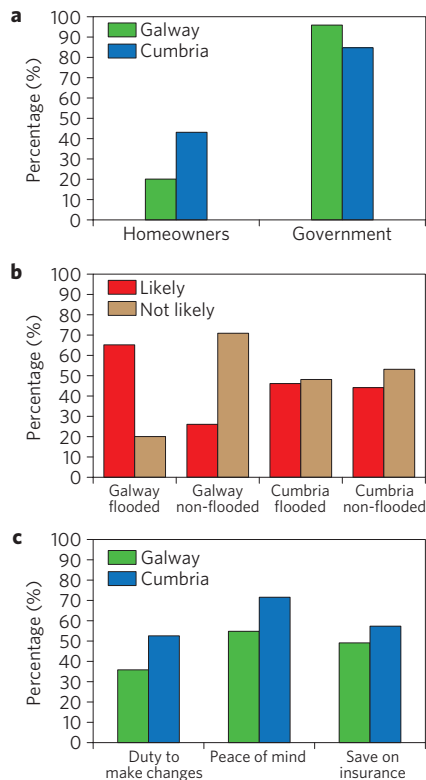 a
Percentage (%)
100
90
80
70
60
50
40
30
20
10
0
Galway
Cumbria
Homeowners
Government
b
Percentage (%)
100
90
80
70
60
50
40
30
20
10
0
Likely
Not likely
Galway
flooded
Galway
non-flooded
Cumbria
flooded
Cumbria
non-flooded
c
Percentage (%)
100
90
80
70
60
50
40
30
20
10
0
Galway
Cumbria
Duty to
make changes
Peace of mind
Save on
insurance